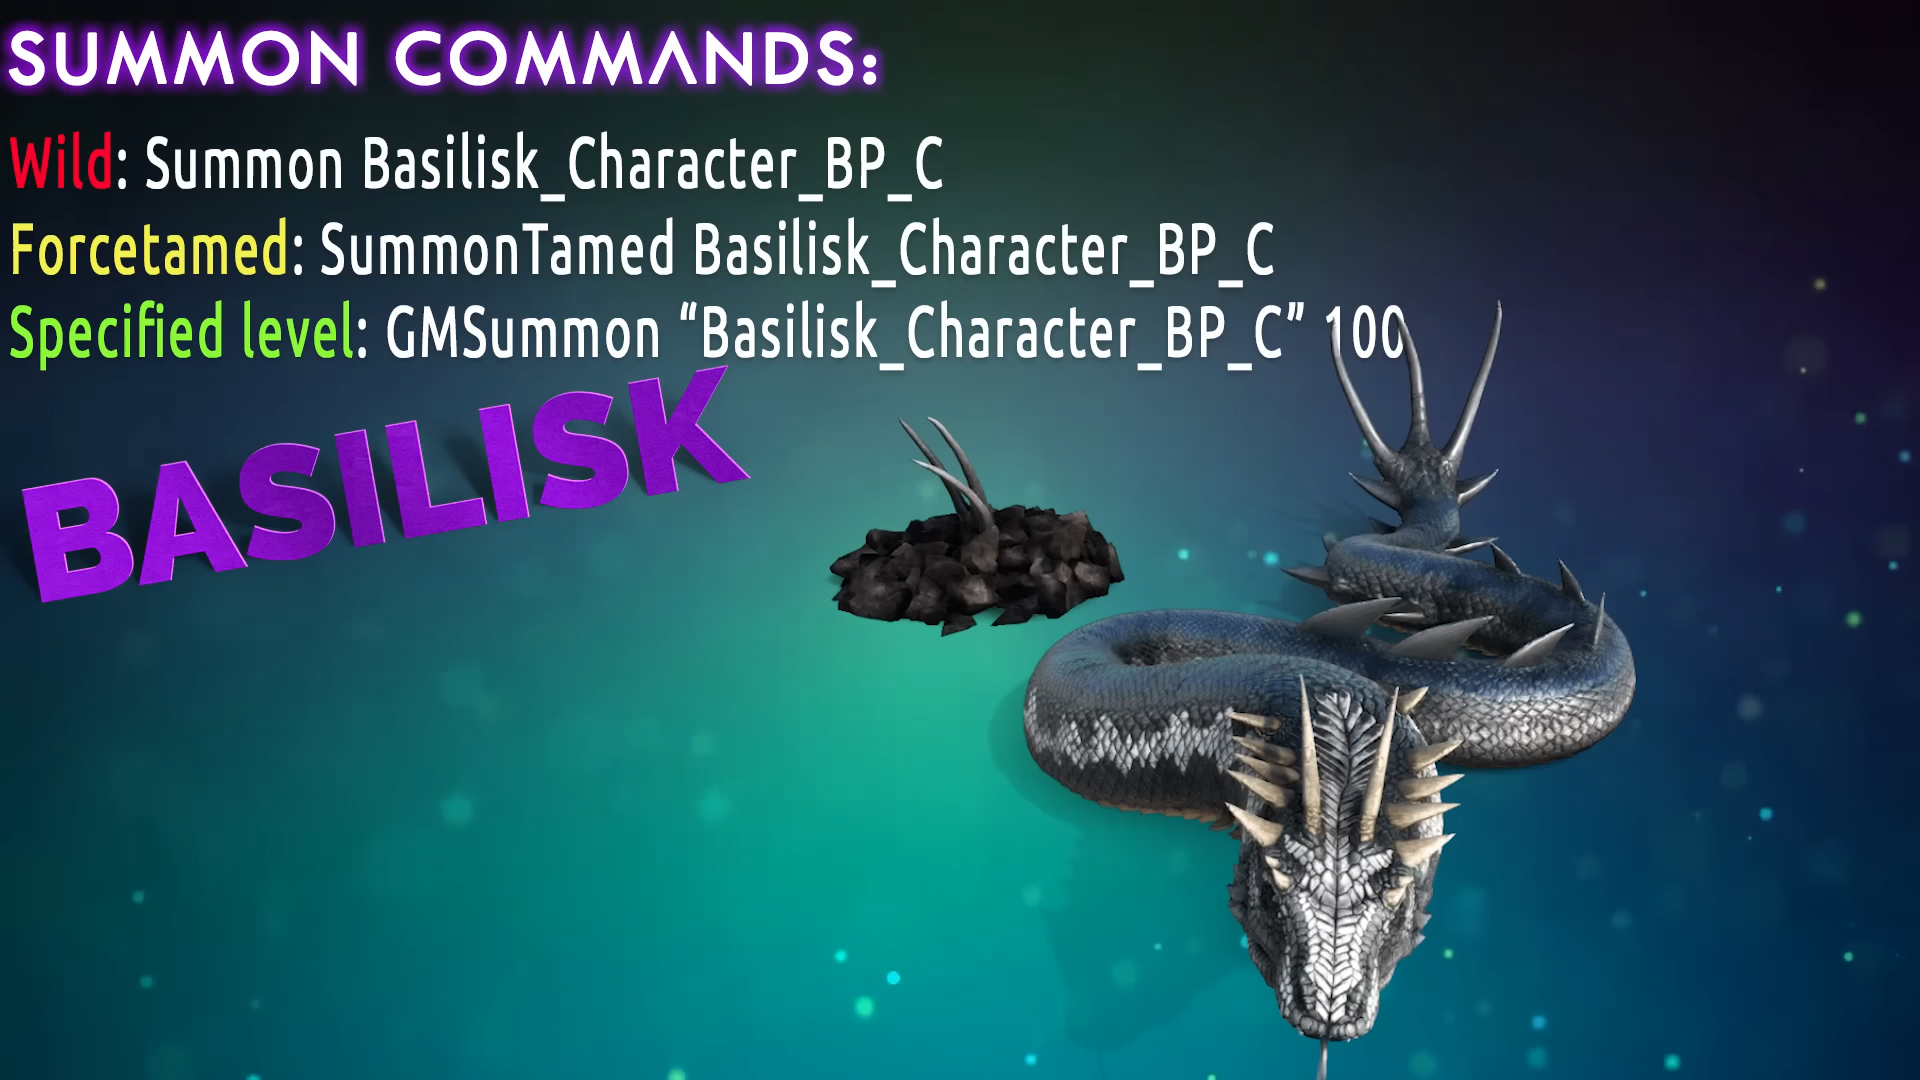 SUMMON COMMANDS:
Wild: Summon Basilisk_Character_BP_C
Forcetamed: SummonTamed Basilisk_Character_BP_C
Specified level: GMSummon “Basilisk_Character_BP_C” 100
BASILISK